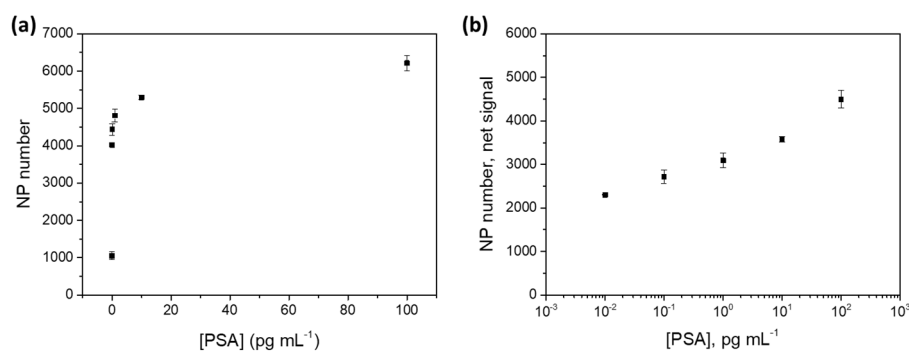 (a)
7000
6000
5000
4000
3000
2000
1000
0
NP number
0 20 40 60 80 100
[PSA] (pg mL⁻¹)
(b)
6000
5000
4000
3000
2000
1000
0
NP number, net signal
10⁻³ 10⁻² 10⁻¹ 10⁰ 10¹ 10² 10³
[PSA], pg mL⁻¹